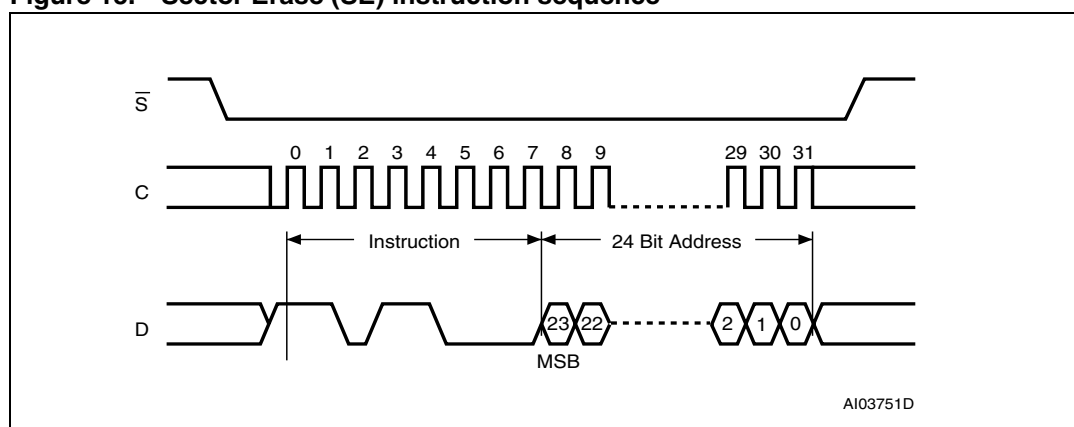 Figure 16. Sector Erase (SE) instruction sequence
S
0 1 2 3 4 5 6 7 8 9 29 30 31
C
Instruction 24 Bit Address
D
23 22 2 1 0
MSB
AI03751D